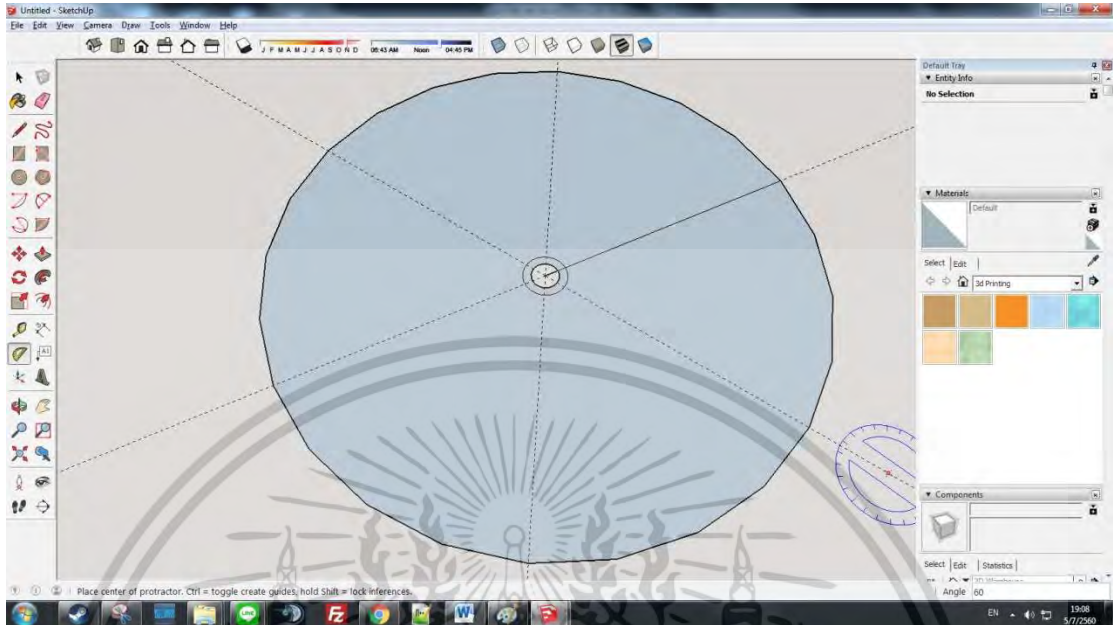 Untitled - SketchUp
File Edit View Camera Draw Tools Window Help
J F M A M J J A S O N D 06:43 AM Noon 04:45 PM
Default Tray
Entity Info
No Selection
Materials
Default
Select Edit
3d Printing
Components
Select Edit Statistics
Place center of protractor. Ctrl = toggle create guides, hold Shift = lock inferences.
Angle 60
EN 19:08
5/7/2560